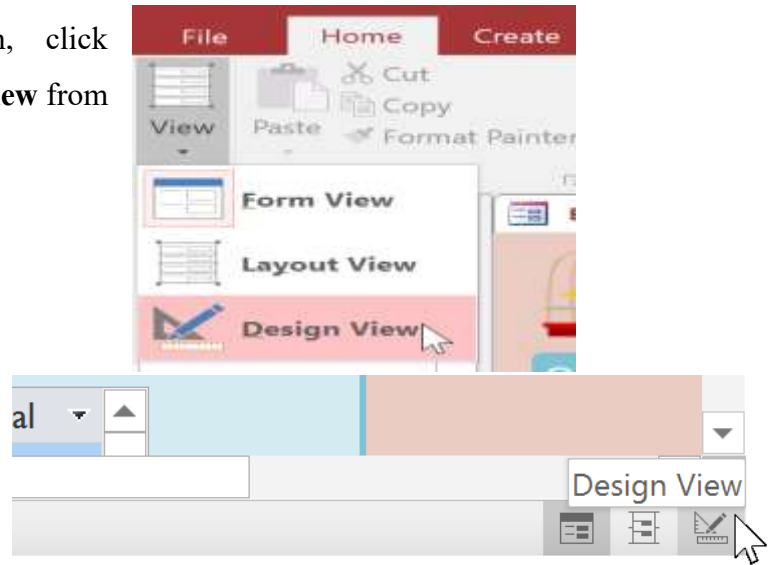 click
from
File Home Create
Cut
Copy
View Paste Format Painter
Form View
Layout View
Design View
al
Design View